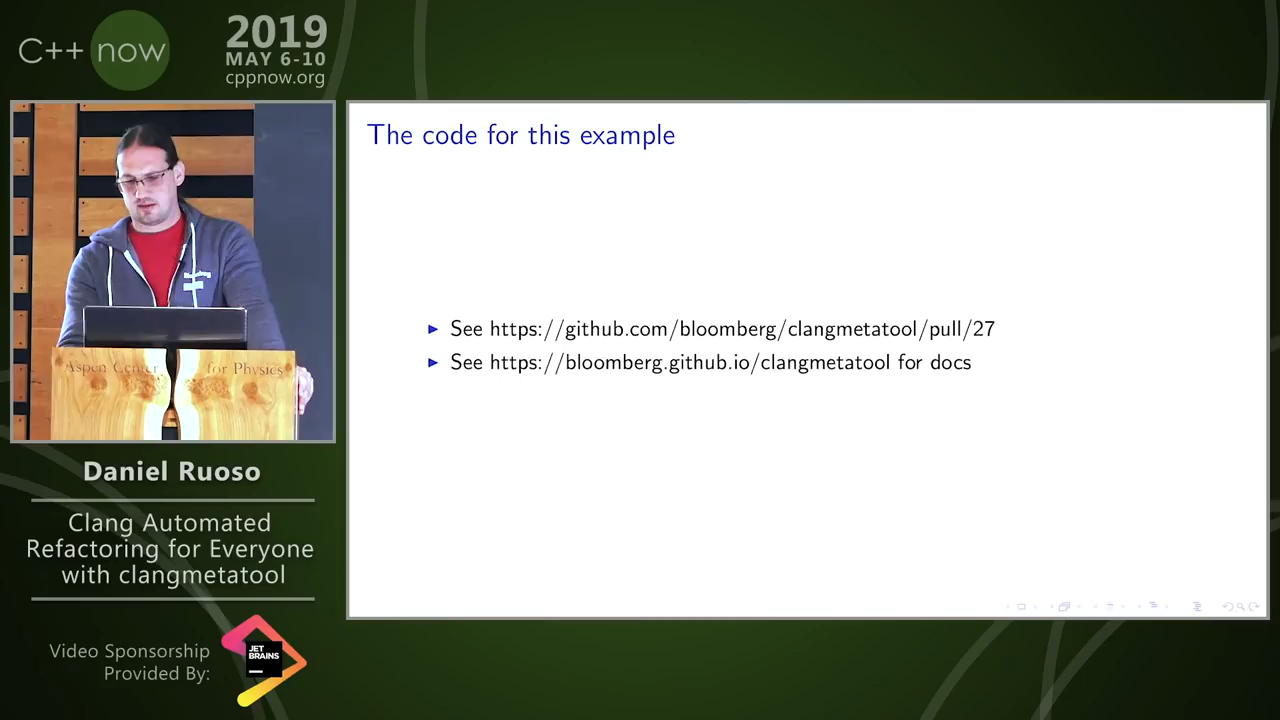 C++ now
2019
MAY 6-10
cppnow.org
The code for this example
See https://github.com/bloomberg/clangmetatool/pull/27
See https://bloomberg.github.io/clangmetatool for docs
Bloomberg
Aspen Center for Physics
Daniel Ruoso
Clang Automated
Refactoring for Everyone
with clangmetatool
Video Sponsorship
Provided By:
JET
BRAINS